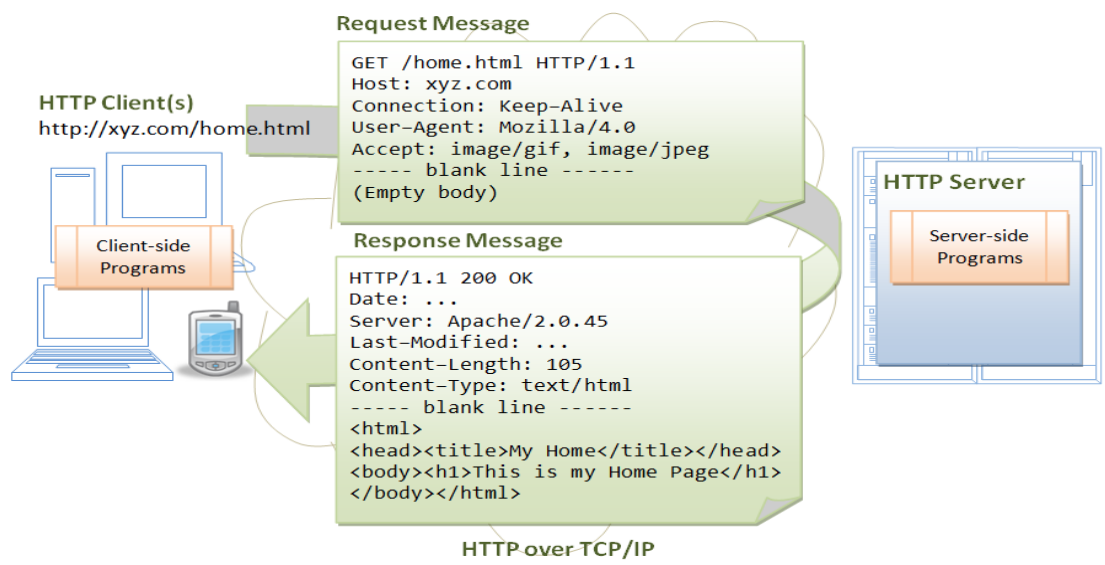 Request Message
GET /home.html HTTP/1.1
Host: xyz.com
Connection: Keep-Alive
User-Agent: Mozilla/4.0
Accept: image/gif, image/jpeg
----- blank line ------
(Empty body)
HTTP Client(s)
http://xyz.com/home.html
Client-side
Programs
HTTP Server
Server-side
Programs
Response Message
HTTP/1.1 200 OK
Date: ...
Server: Apache/2.0.45
Last-Modified: ...
Content-Length: 105
Content-Type: text/html
----- blank line ------
<html>
<head><title>My Home</title></head>
<body><h1>This is my Home Page</h1>
</body></html>
HTTP over TCP/IP